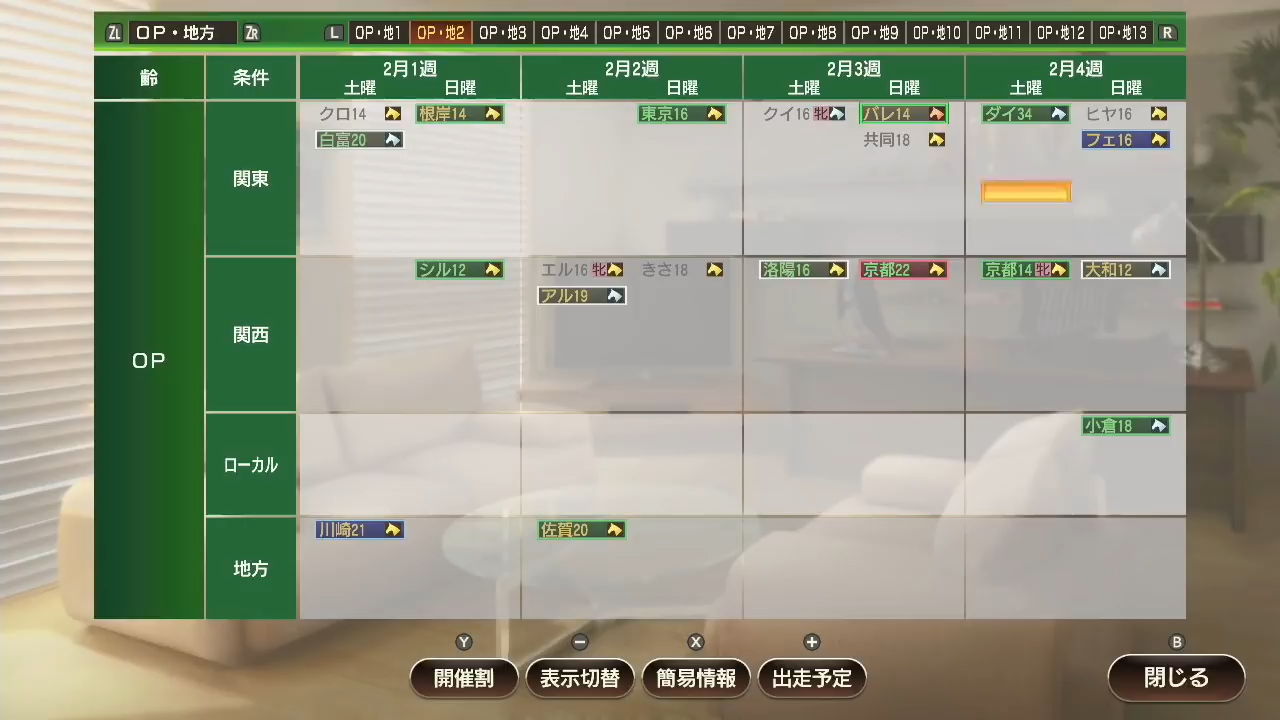 ZL OP・地方 ZR L OP・地1 OP・地2 OP・地3 OP・地4 OP・地5 OP・地6 OP・地7 OP・地8 OP・地9 OP・地10 OP・地11 OP・地12 OP・地13 R
齢 条件 2月1週 2月2週 2月3週 2月4週
土曜 日曜 土曜 日曜 土曜 日曜 土曜 日曜
OP
関東
クロ14 根岸14 東京16 クイ16牝 バレ14 ダイ34 ヒヤ16
白富20 共同18 フェ16
関西
シル12 エル16牝 きさ18 洛陽16 京都22 京都14牝 大和12
アル19
ローカル
小倉18
地方
川崎21 佐賀20
Y − X + B
開催割 表示切替 簡易情報 出走予定 閉じる